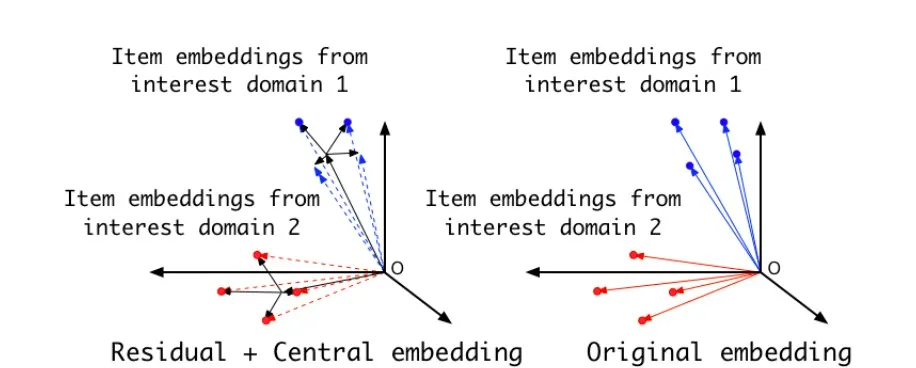 Item embeddings from
interest domain 1
Item embeddings from
interest domain 2
O
Residual + Central embedding
Item embeddings from
interest domain 1
Item embeddings from
interest domain 2
O
Original embedding